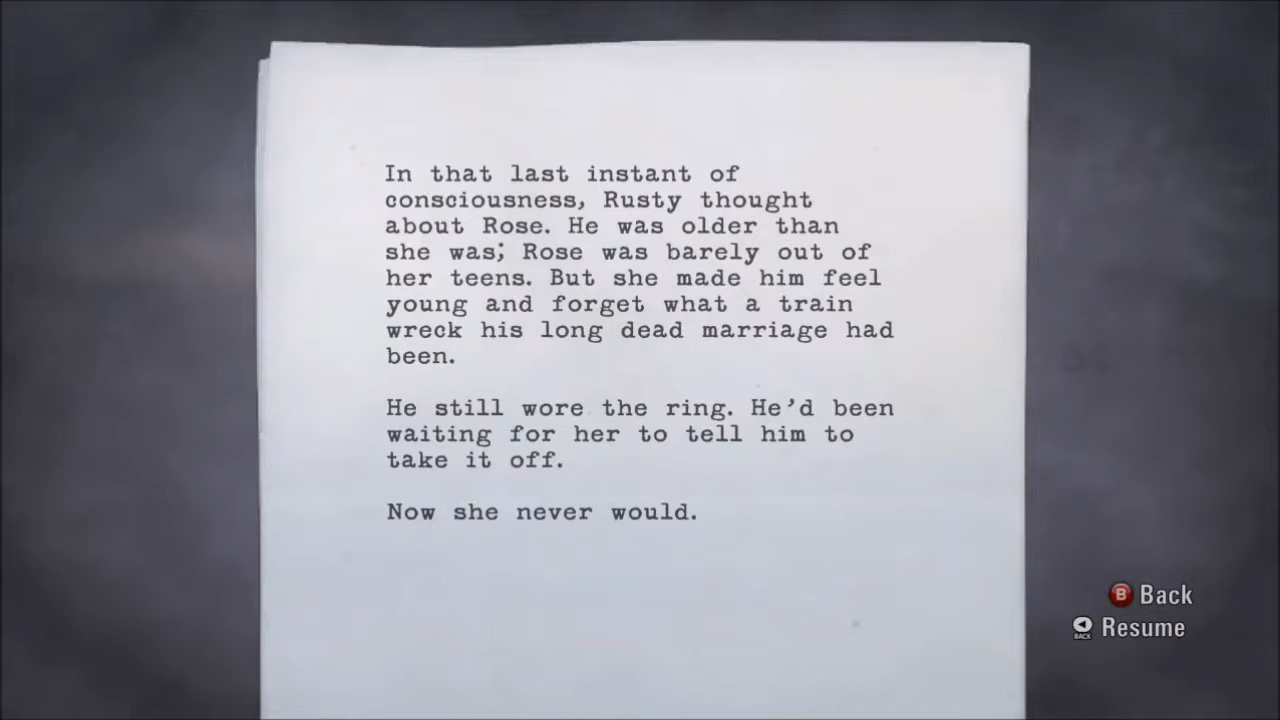 In that last instant of
consciousness, Rusty thought
about Rose. He was older than
she was; Rose was barely out of
her teens. But she made him feel
young and forget what a train
wreck his long dead marriage had
been.
He still wore the ring. He'd been
waiting for her to tell him to
take it off.
Now she never would.
B Back
BACK Resume